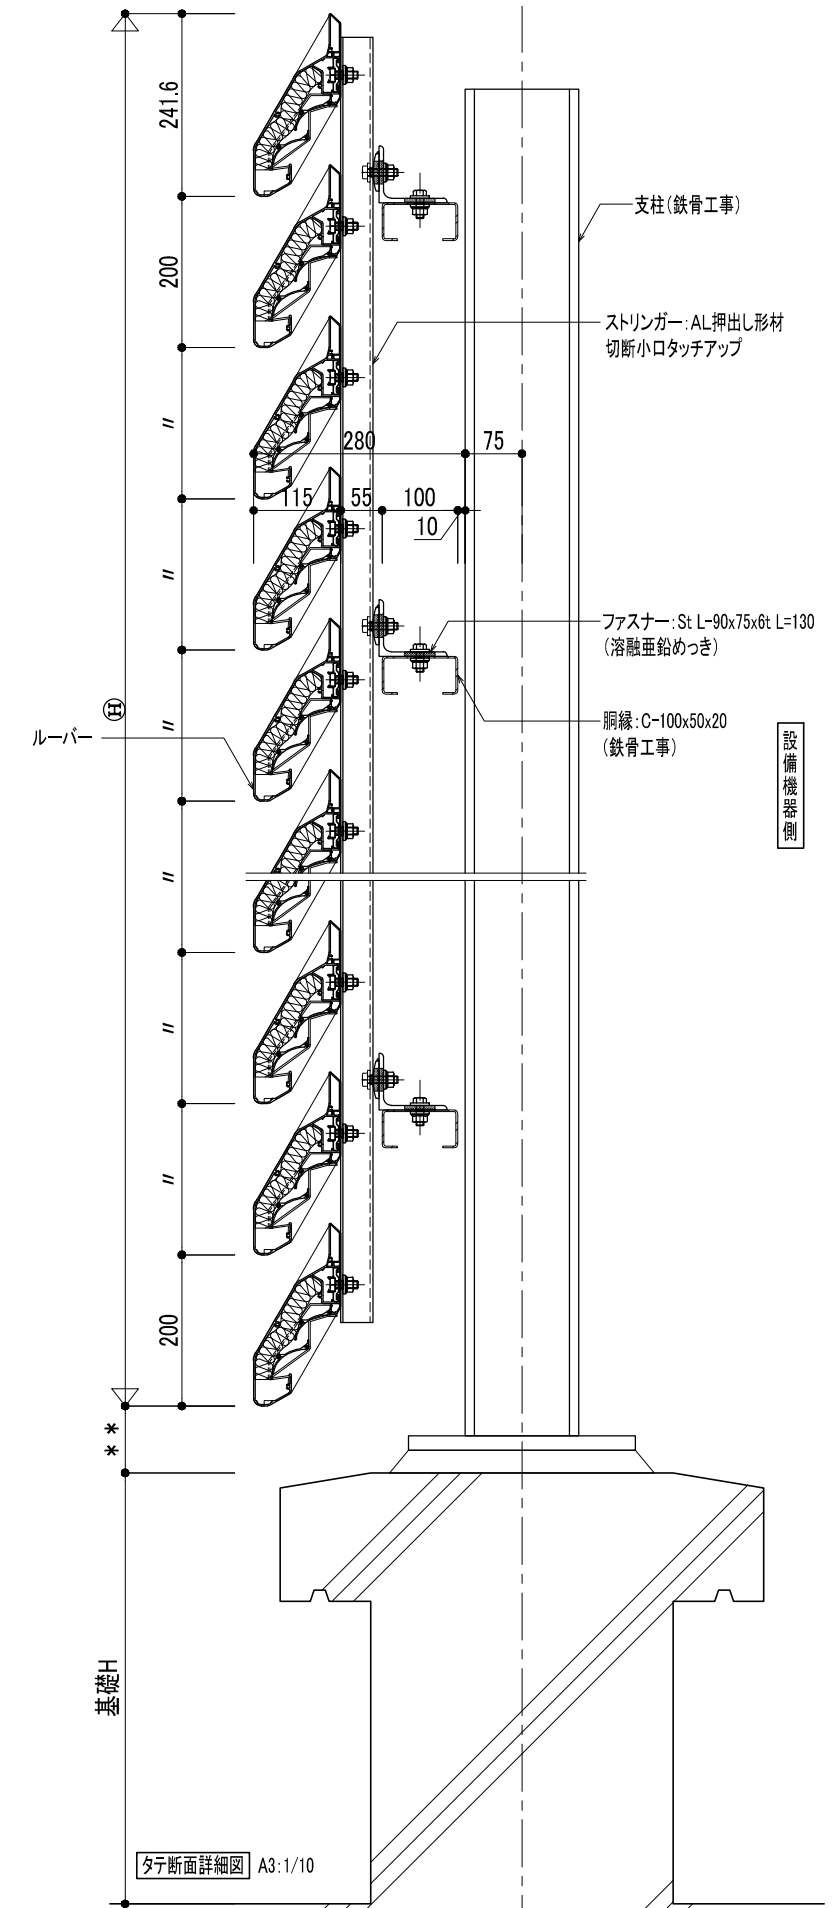 241.6
200
〃
〃
〃
〃
〃
〃
200
**
基礎H
Ⓗ
ルーバー
280
75
115
55
100
10
支柱(鉄骨工事)
ストリンガー:AL押出し形材
切断小口タッチアップ
ファスナー:St L-90x75x6t L=130
(溶融亜鉛めっき)
胴縁:C-100x50x20
(鉄骨工事)
設備機器側
タテ断面詳細図 A3:1/10